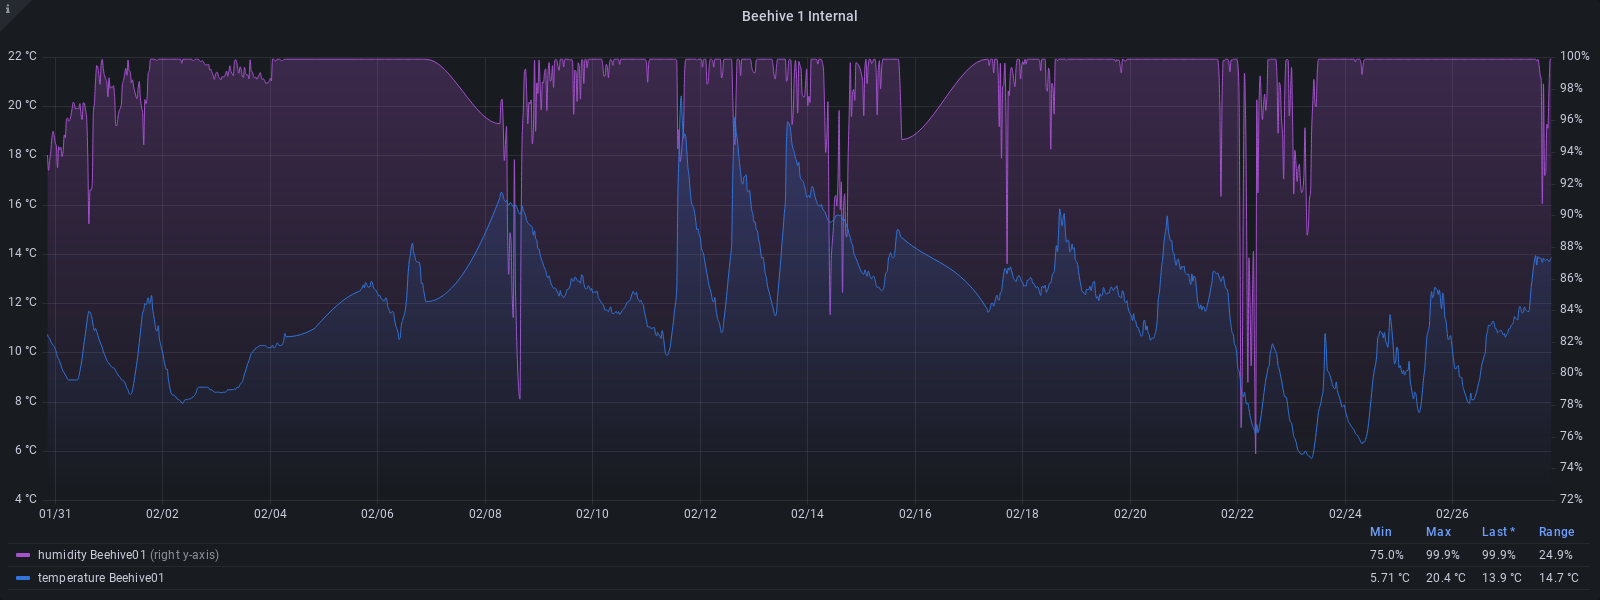 i
Beehive 1 Internal
22 °C
20 °C
18 °C
16 °C
14 °C
12 °C
10 °C
8 °C
6 °C
4 °C
100%
98%
96%
94%
92%
90%
88%
86%
84%
82%
80%
78%
76%
74%
72%
01/31 02/02 02/04 02/06 02/08 02/10 02/12 02/14 02/16 02/18 02/20 02/22 02/24 02/26
Min Max Last * Range
humidity Beehive01 (right y-axis) 75.0% 99.9% 99.9% 24.9%
temperature Beehive01 5.71 °C 20.4 °C 13.9 °C 14.7 °C